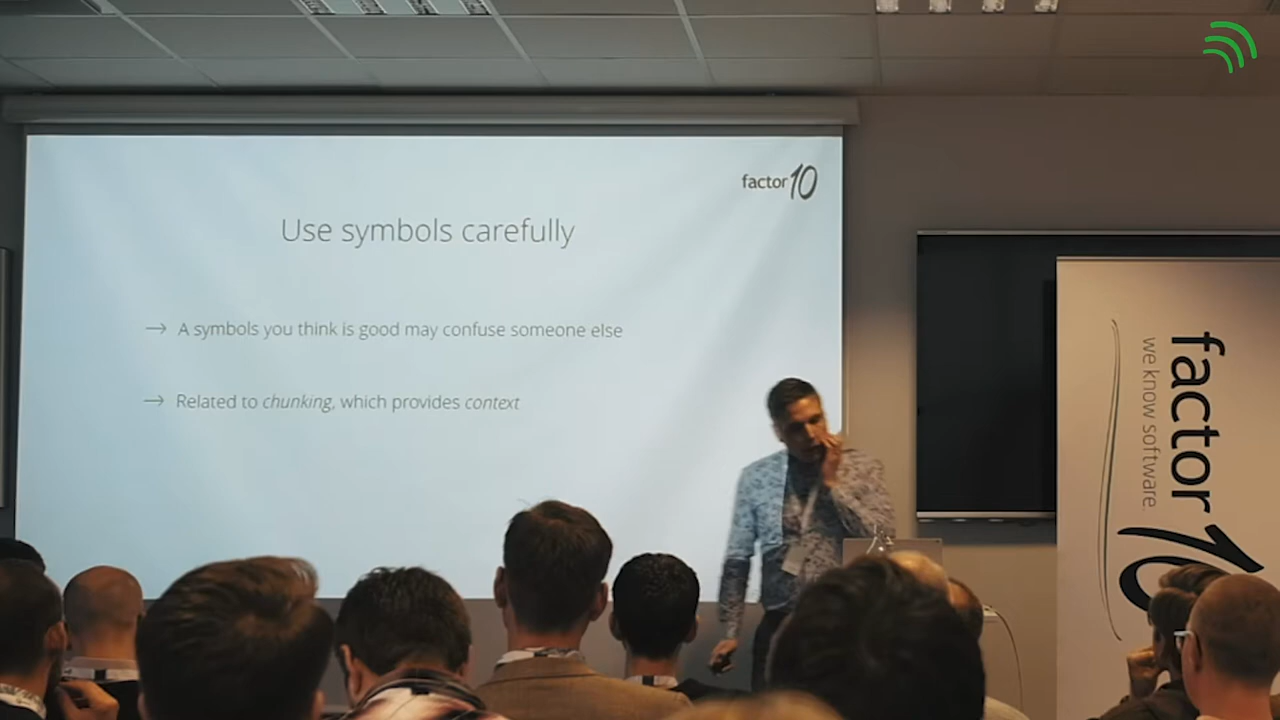 factor10
Use symbols carefully
→ A symbols you think is good may confuse someone else
→ Related to chunking, which provides context
factor10
we know software.